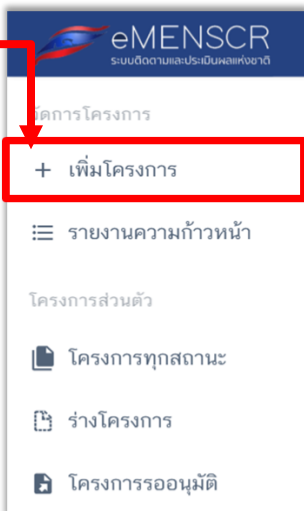 eMENSCR
ระบบติดตามและประเมินผลแห่งชาติ
จัดการโครงการ
+ เพิ่มโครงการ
รายงานความก้าวหน้า
โครงการส่วนตัว
โครงการทุกสถานะ
ร่างโครงการ
โครงการรออนุมัติ